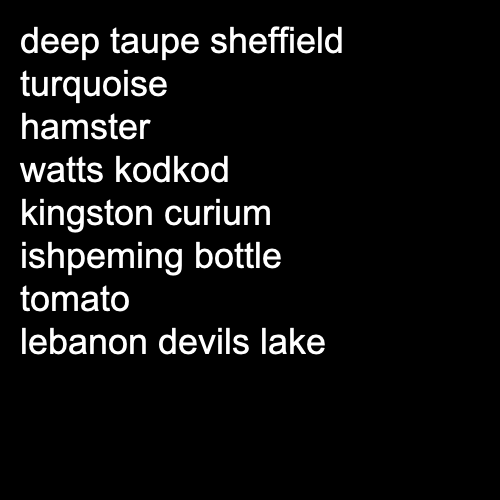 deep taupe sheffield
turquoise
hamster
watts kodkod
kingston curium
ishpeming bottle
tomato
lebanon devils lake